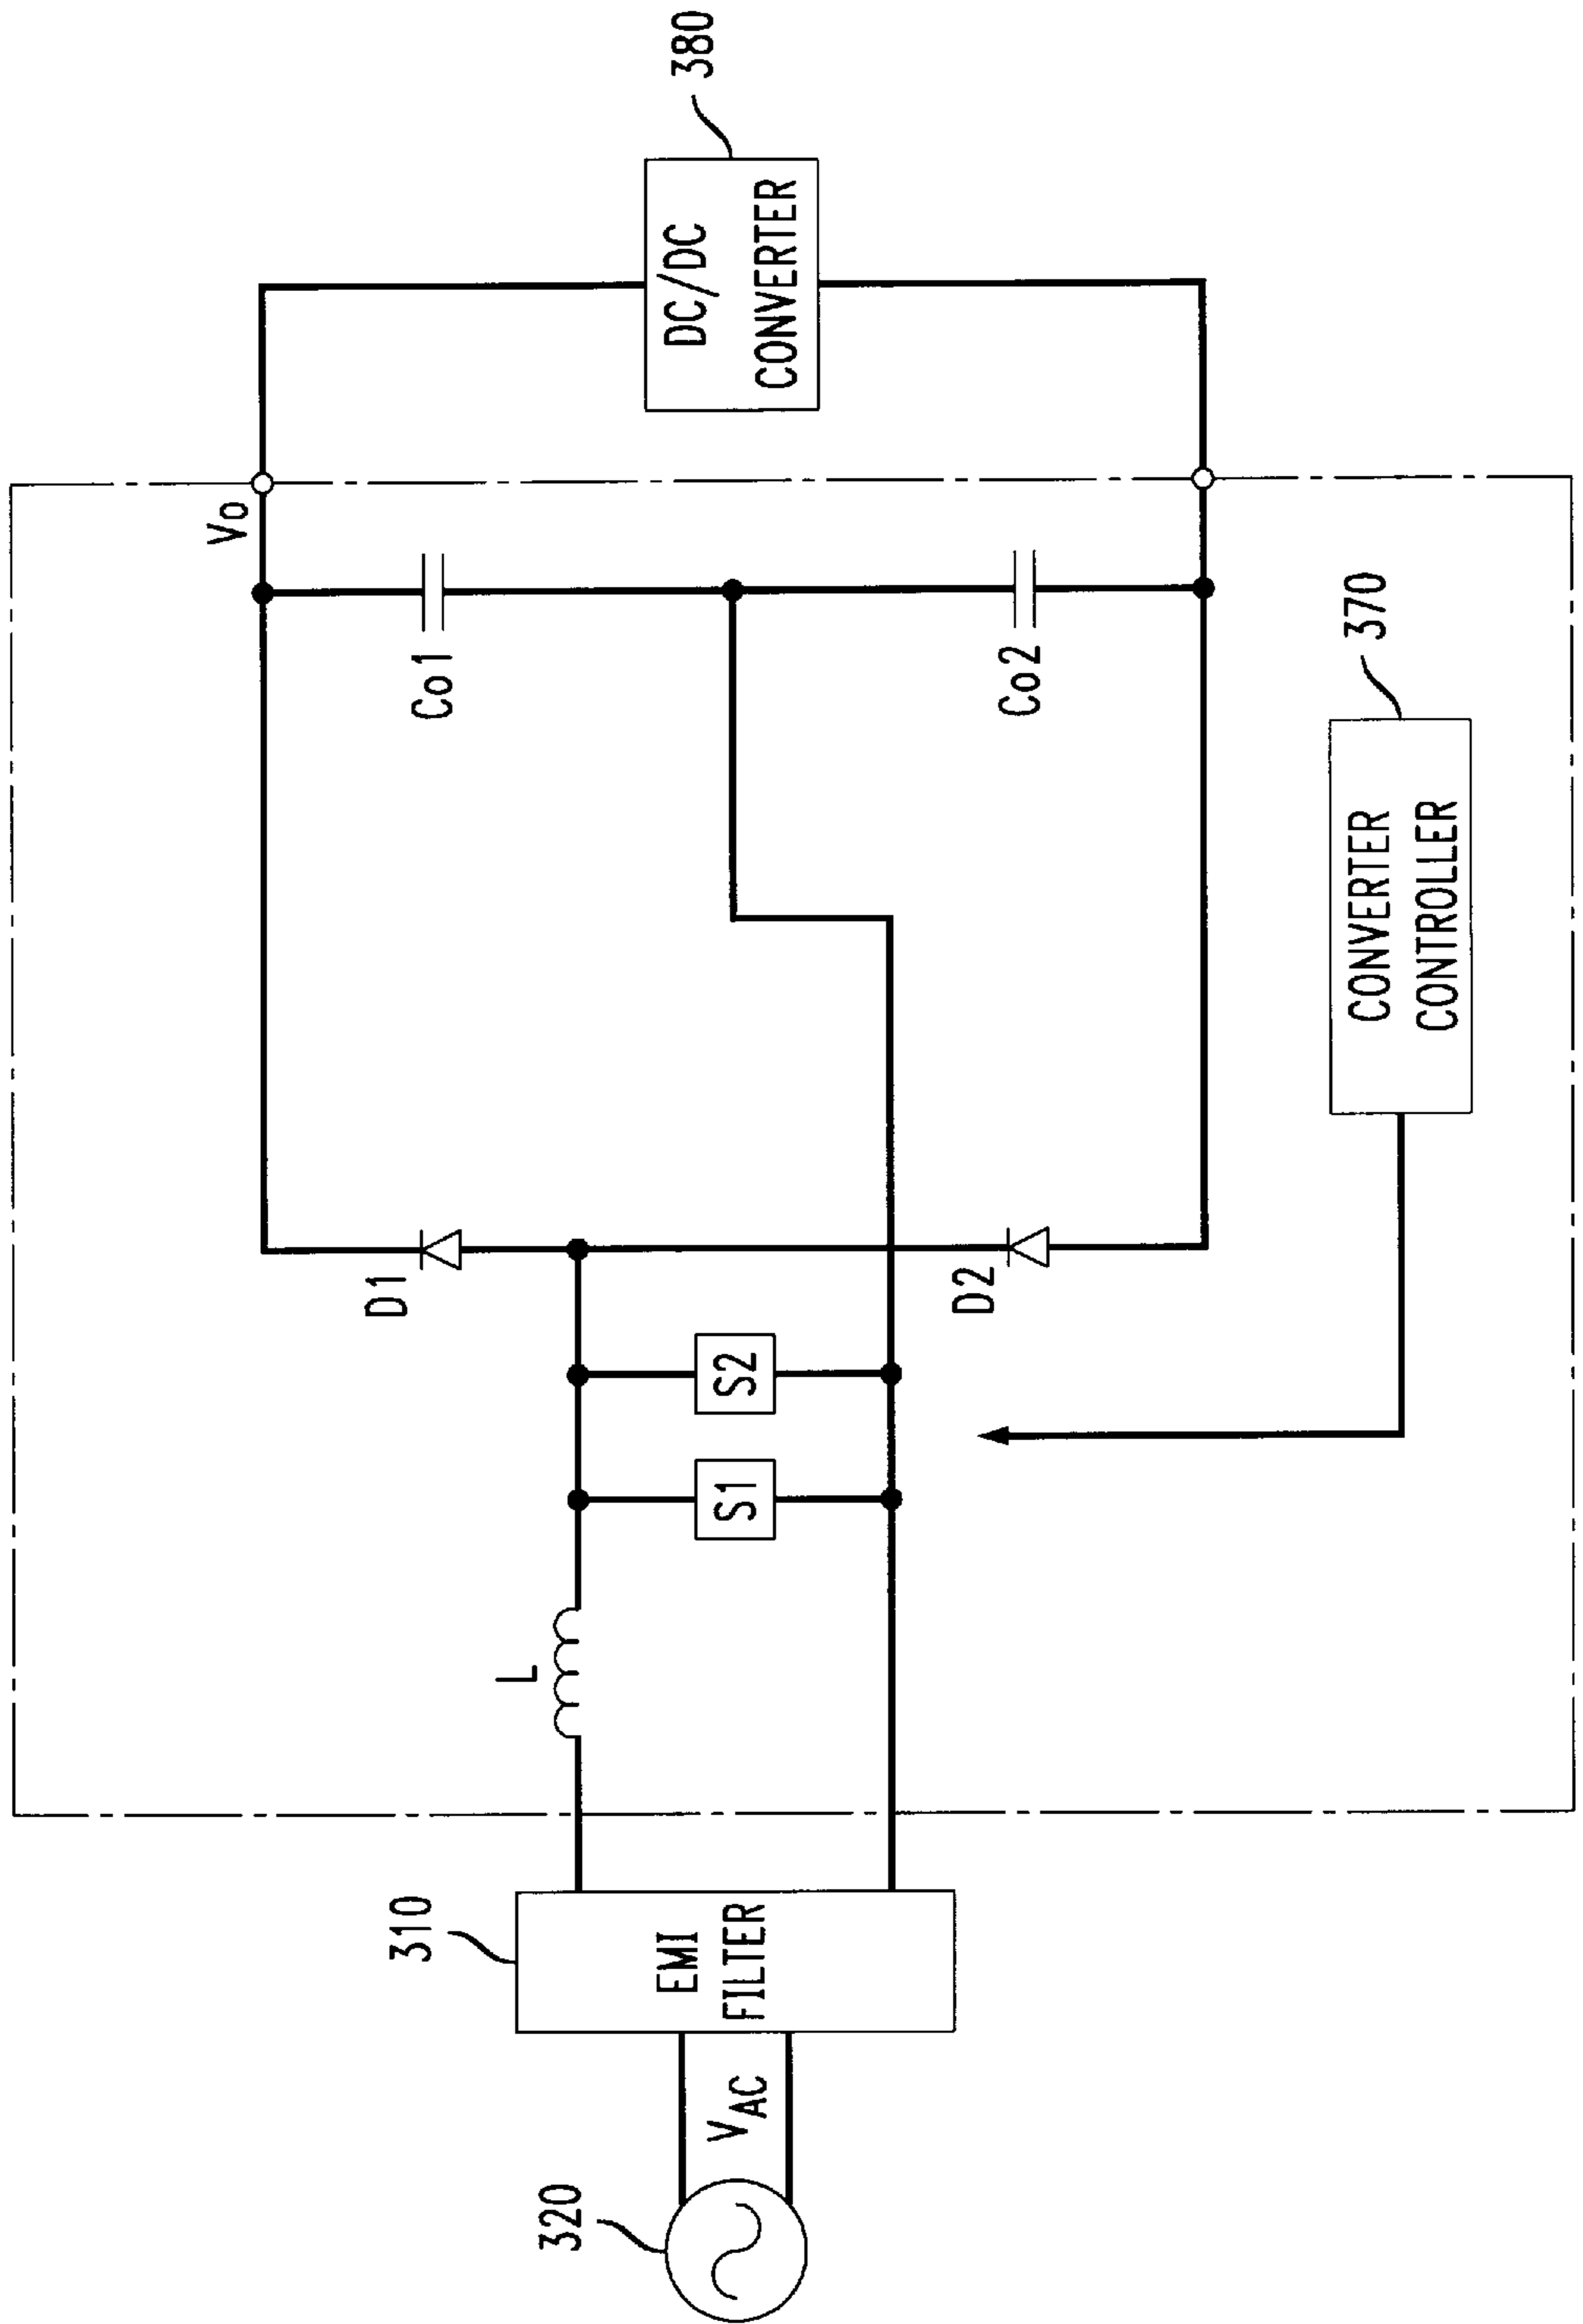 320
VAC
310
EMI
FILTER
L
S1
S2
D1
D2
Co1
Co2
Vo
CONVERTER
CONTROLLER
370
DC/DC
CONVERTER
380